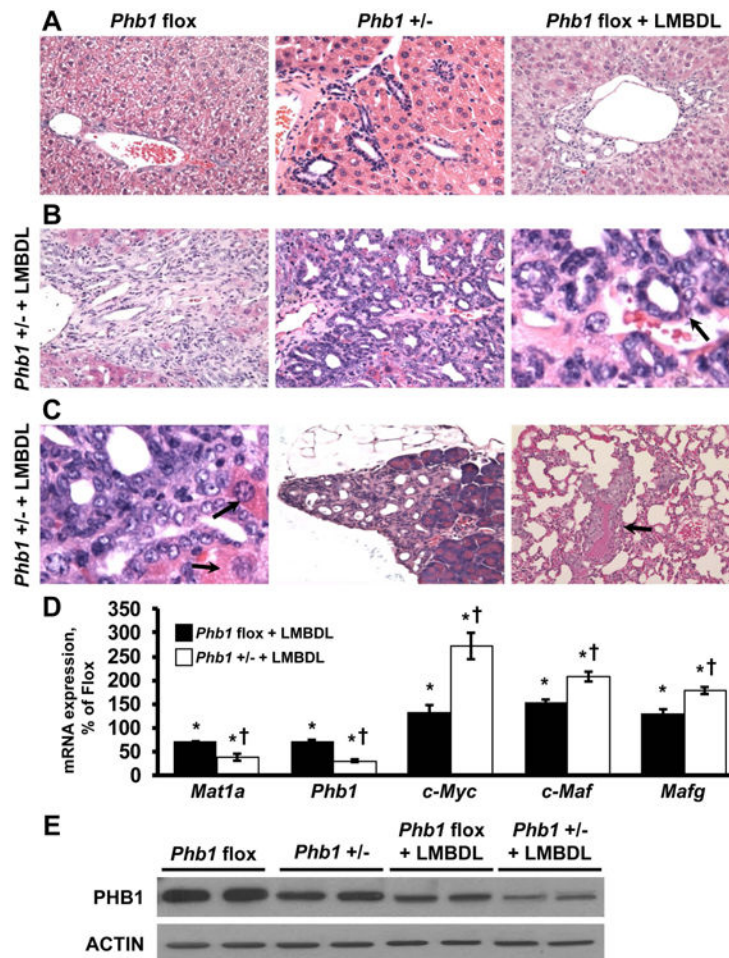 A
Phb1 flox
Phb1 +/-
Phb1 flox + LMBDL
B
Phb1 +/- + LMBDL
C
Phb1 +/- + LMBDL
D
mRNA expression,
% of Flox
350
300
250
200
150
100
50
0
Phb1 flox + LMBDL
Phb1 +/- + LMBDL
*
*†
*
*†
*
*†
*
*†
*
*†
Mat1a
Phb1
c-Myc
c-Maf
Mafg
E
Phb1 flox
Phb1 +/-
Phb1 flox
+ LMBDL
Phb1 +/-
+ LMBDL
PHB1
ACTIN